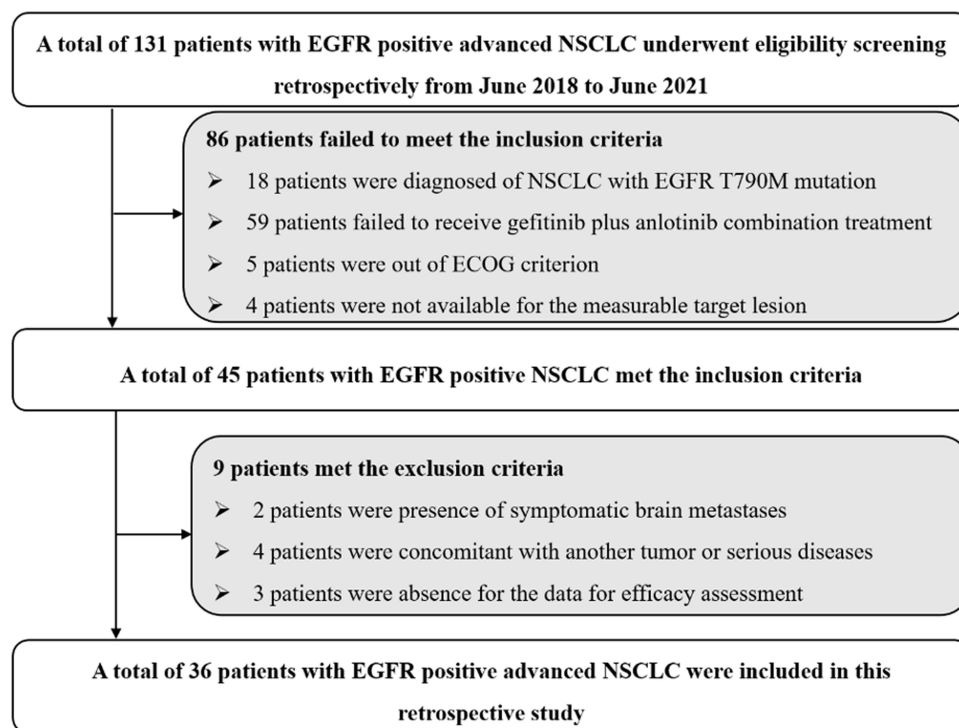 A total of 131 patients with EGFR positive advanced NSCLC underwent eligibility screening
retrospectively from June 2018 to June 2021
86 patients failed to meet the inclusion criteria
➢ 18 patients were diagnosed of NSCLC with EGFR T790M mutation
➢ 59 patients failed to receive gefitinib plus anlotinib combination treatment
➢ 5 patients were out of ECOG criterion
➢ 4 patients were not available for the measurable target lesion
A total of 45 patients with EGFR positive NSCLC met the inclusion criteria
9 patients met the exclusion criteria
➢ 2 patients were presence of symptomatic brain metastases
➢ 4 patients were concomitant with another tumor or serious diseases
➢ 3 patients were absence for the data for efficacy assessment
A total of 36 patients with EGFR positive advanced NSCLC were included in this
retrospective study